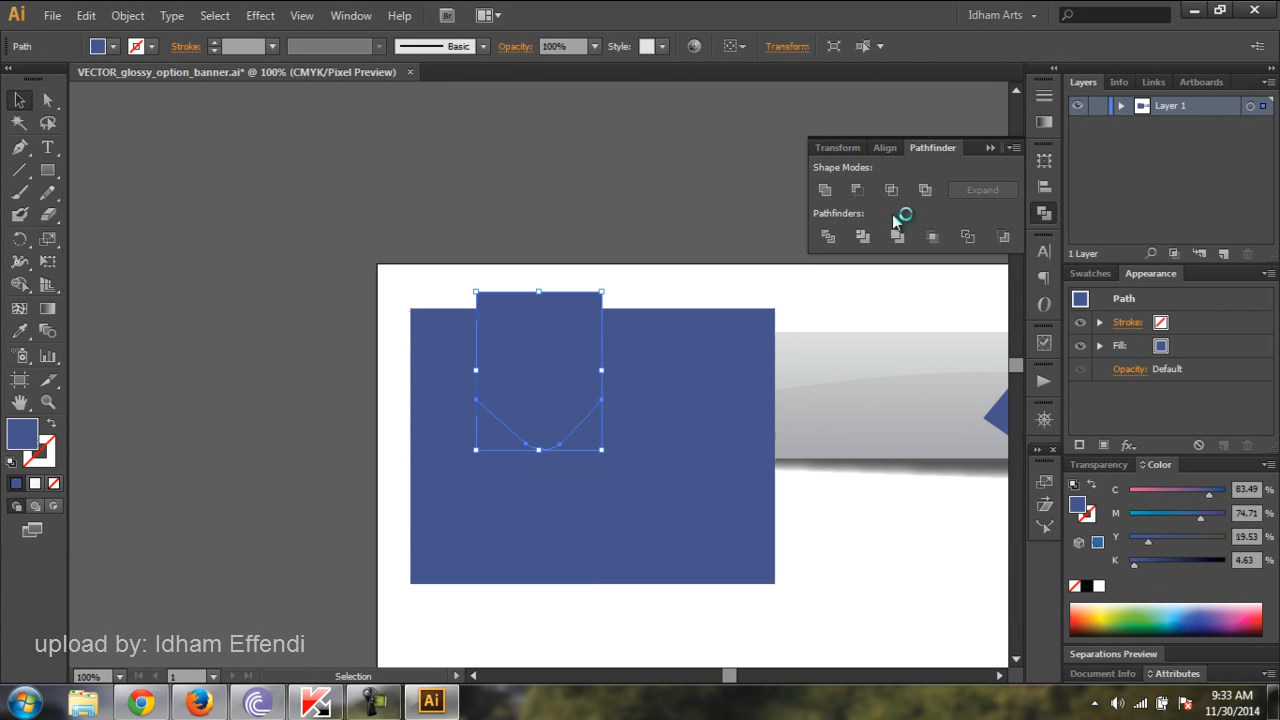 Ai File Edit Object Type Select Effect View Window Help Br Idham Arts
Path Stroke: Basic Opacity: 100% Style: Transform
VECTOR_glossy_option_banner.ai* @ 100% (CMYK/Pixel Preview) ×
Layers Info Links Artboards
Layer 1
Transform Align Pathfinder
Shape Modes:
Expand
Pathfinders:
1 Layer
Swatches Appearance
Path
Stroke:
Fill:
Opacity: Default
fx
Transparency Color
C 83.49 %
M 74.71 %
Y 19.53 %
K 4.63 %
upload by: Idham Effendi
Separations Preview
Document Info Attributes
100% 1 Selection
Ai
9:33 AM
11/30/2014